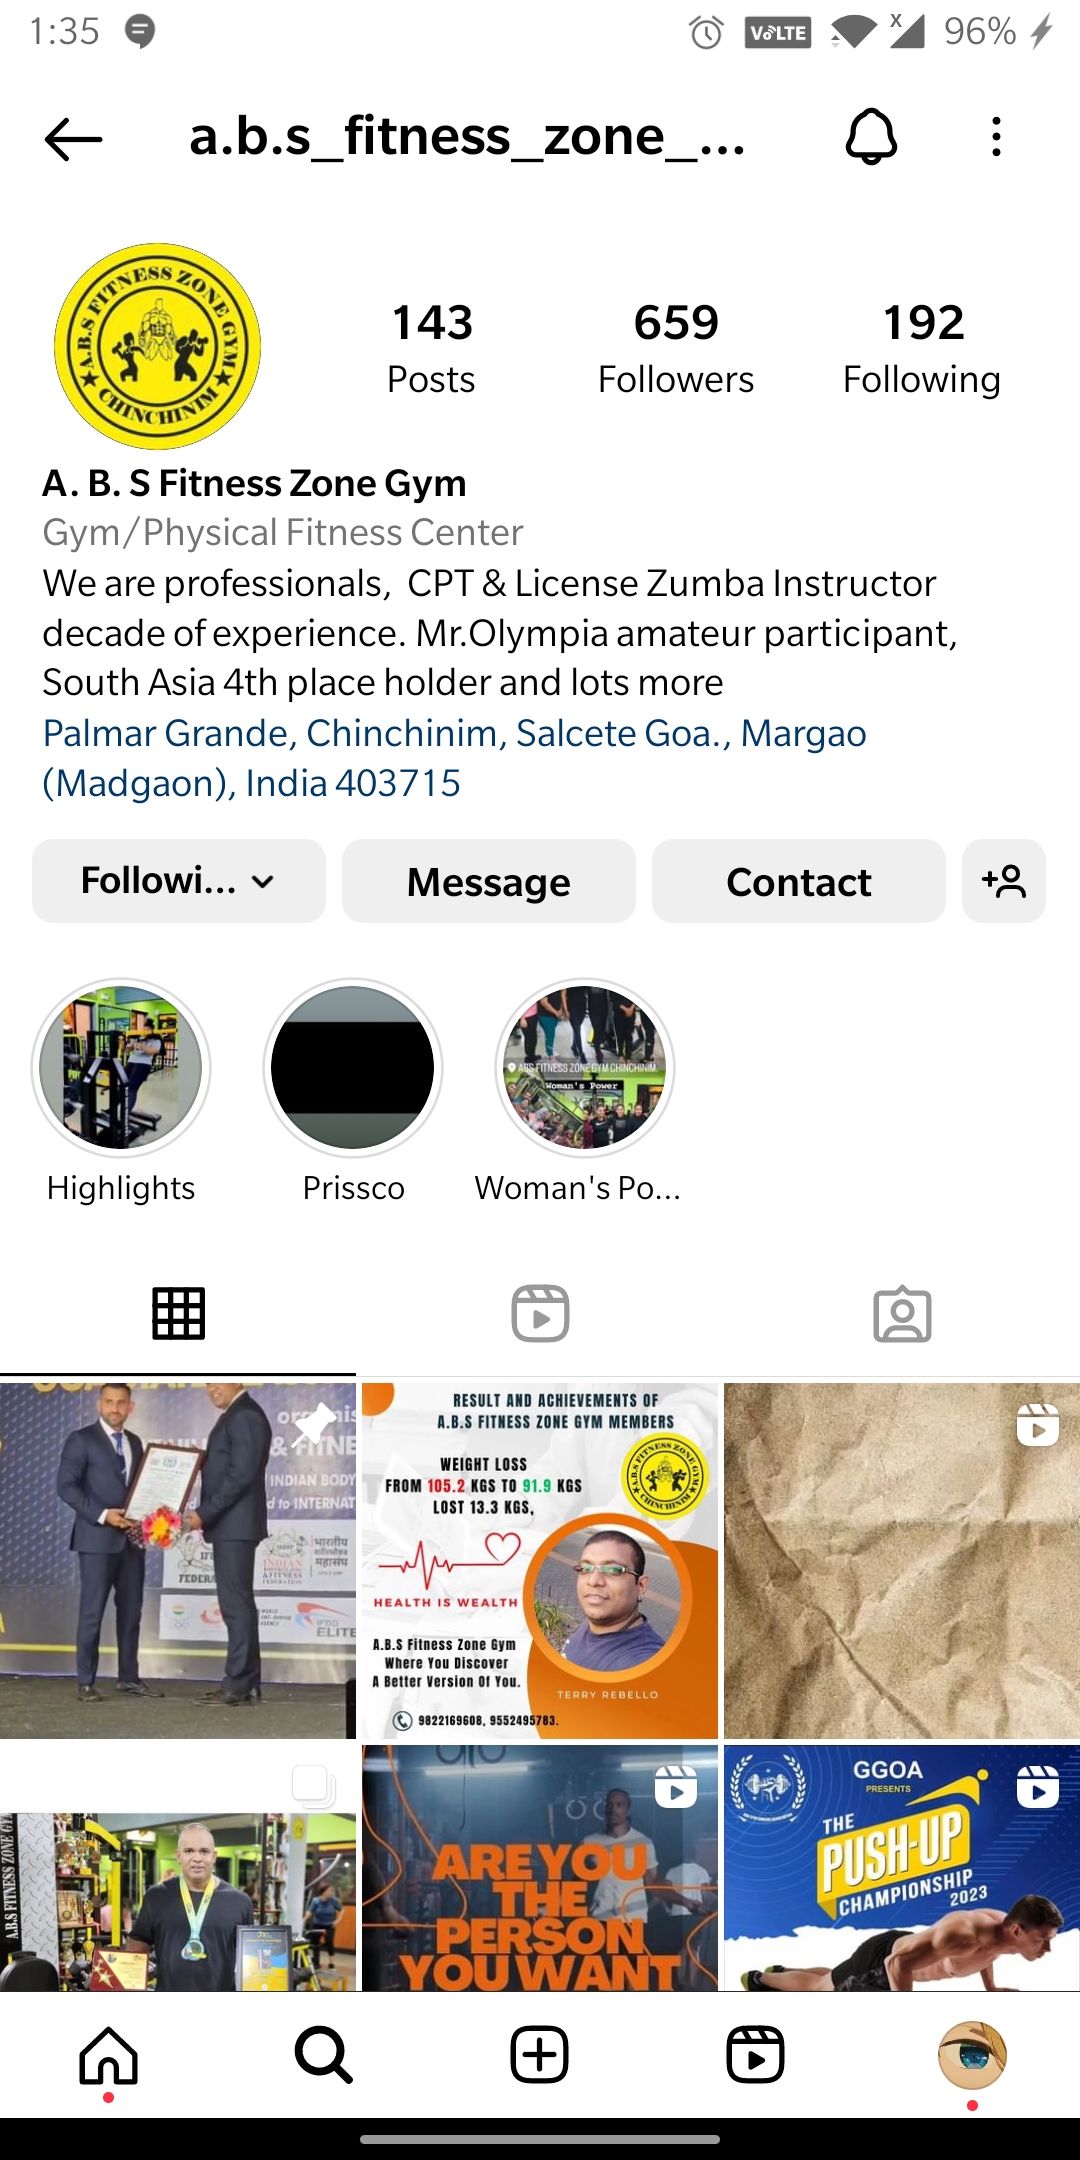 1:35
VoLTE
X
96%
a.b.s_fitness_zone_...
A.B.S FITNESS ZONE GYM
CHINCHINIM
143
659
192
Posts
Followers
Following
A. B. S Fitness Zone Gym
Gym/Physical Fitness Center
We are professionals,  CPT & License Zumba Instructor
decade of experience. Mr.Olympia amateur participant,
South Asia 4th place holder and lots more
Palmar Grande, Chinchinim, Salcete Goa., Margao
(Madgaon), India 403715
Followi...
Message
Contact
ABS FITNESS ZONE GYM CHINCHINIM
Woman's Power
Highlights
Prissco
Woman's Po...
& FITNE
INDIAN BODY
d to INTERNAT
भारतीय
महासंघ
INDIAN
FEDERA
ELITE
RESULT AND ACHIEVEMENTS OF
A.B.S FITNESS ZONE GYM MEMBERS
WEIGHT LOSS
FROM 105.2 KGS TO 91.9 KGS
LOST 13.3 KGS,
A.B.S FITNESS ZONE GYM
CHINCHINIM
HEALTH IS WEALTH
A.B.S Fitness Zone Gym
Where You Discover
A Better Version Of You.
TERRY REBELLO
9822169608, 9552495783.
A.B.S FITNESS ZONE GY
ARE YOU
THE
PERSON
YOU WANT
GGOA
PRESENTS
THE
PUSH-UP
CHAMPIONSHIP
2023